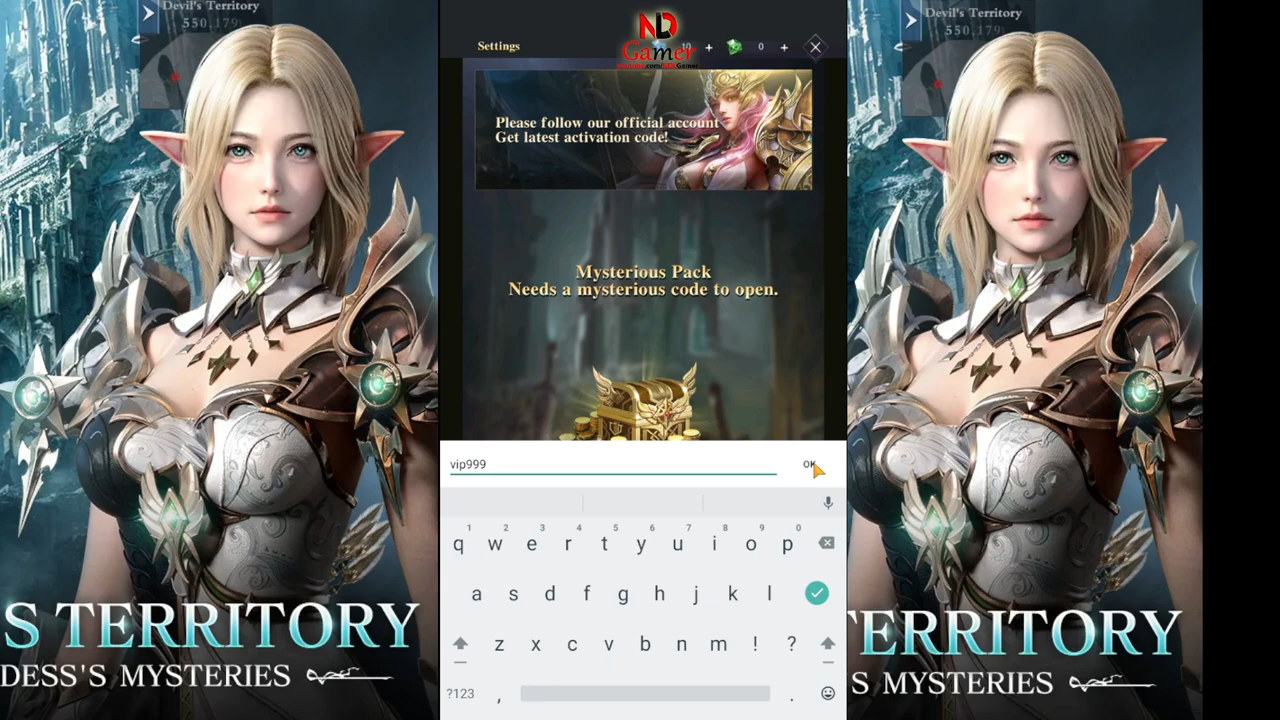 Devil's Territory
550,179
S TERRITORY
DESS'S MYSTERIES
Settings
ND
Gamer
10 + 0 +
Please follow our official account
Get latest activation code!
Mysterious Pack
Needs a mysterious code to open.
vip999
OK
1 2 3 4 5 6 7 8 9 0
q w e r t y u i o p
a s d f g h j k l
z x c v b n m ! ?
?123 , .
Devil's Territory
550,179
TERRITORY
S MYSTERIES